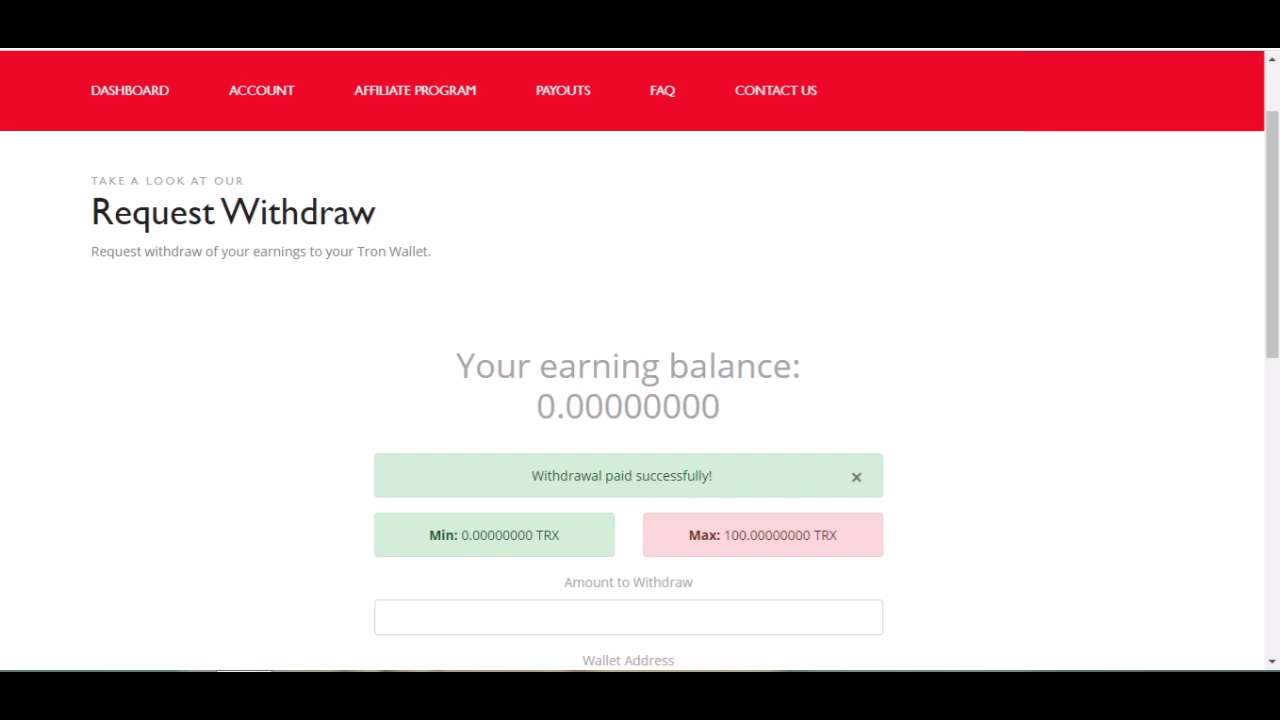 DASHBOARD ACCOUNT AFFILIATE PROGRAM PAYOUTS FAQ CONTACT US
TAKE A LOOK AT OUR
Request Withdraw
Request withdraw of your earnings to your Tron Wallet.
Your earning balance:
0.00000000
Withdrawal paid successfully! ×
Min: 0.00000000 TRX Max: 100.00000000 TRX
Amount to Withdraw
Wallet Address